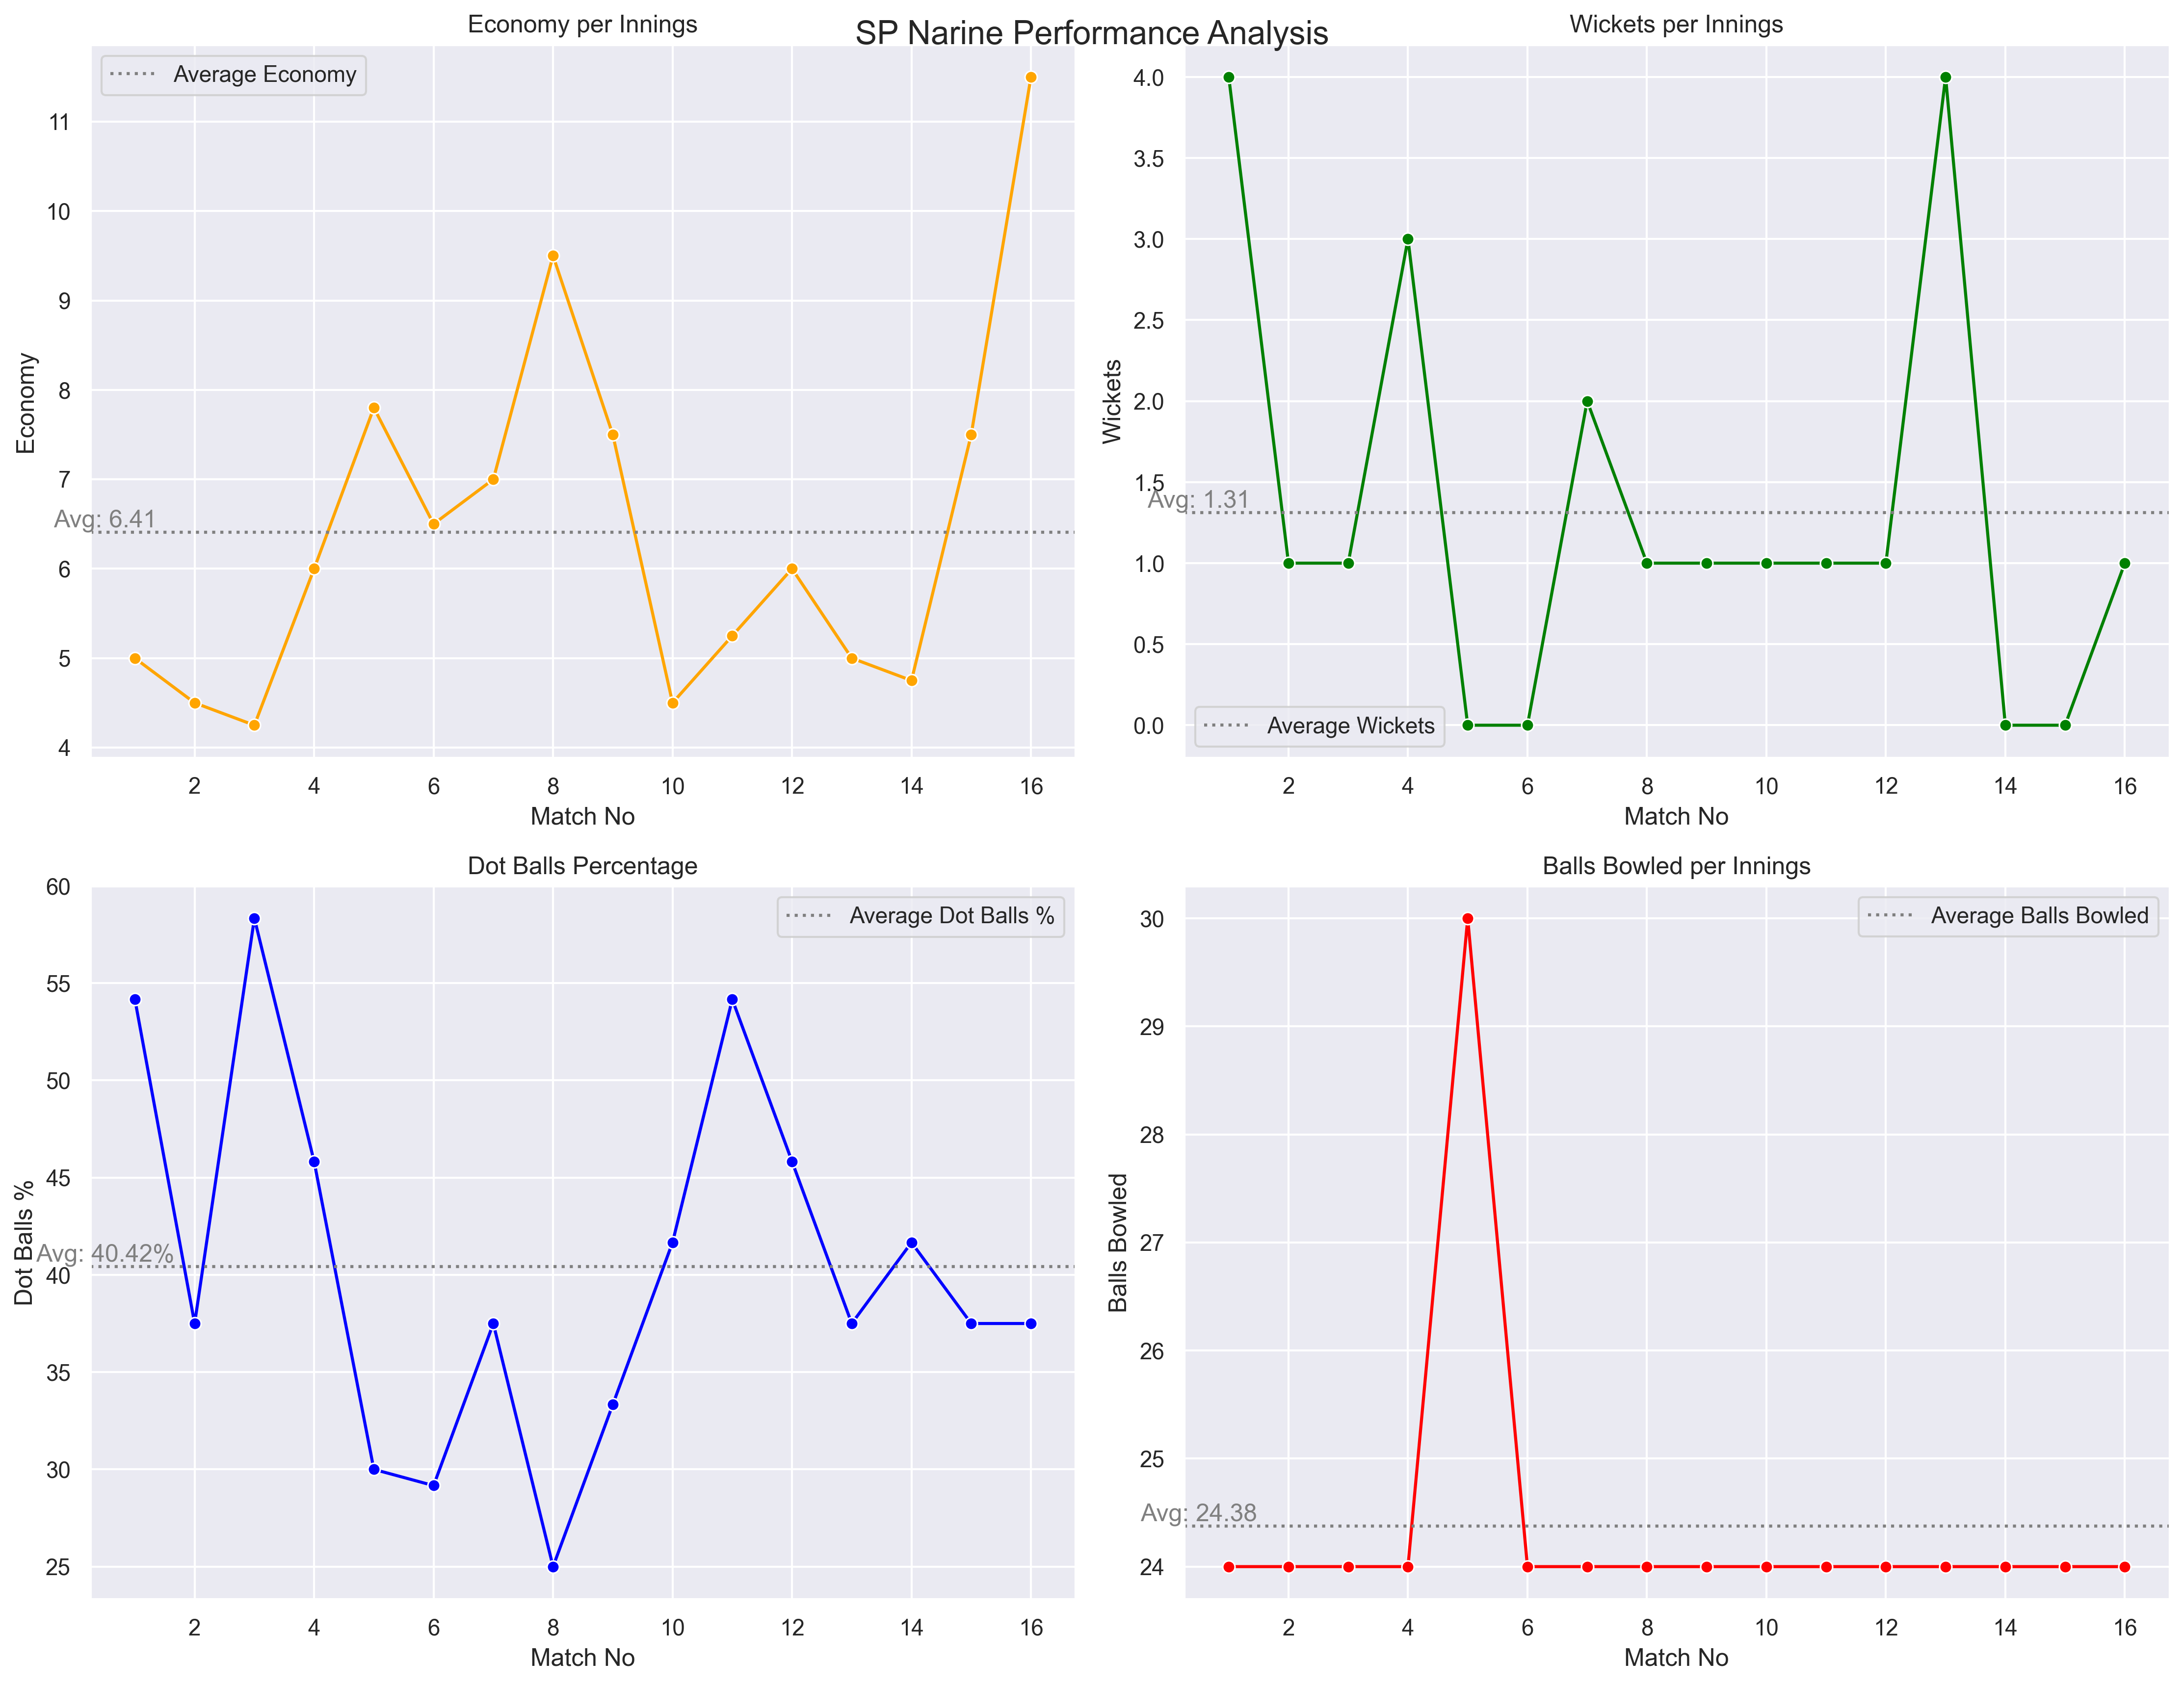 SP Narine Performance Analysis
Economy per Innings
Average Economy
11
10
9
8
7
6
5
4
Economy
Avg: 6.41
2 4 6 8 10 12 14 16
Match No
Wickets per Innings
4.0
3.5
3.0
2.5
2.0
1.5
1.0
0.5
0.0
Wickets
Avg: 1.31
Average Wickets
2 4 6 8 10 12 14 16
Match No
Dot Balls Percentage
Average Dot Balls %
60
55
50
45
40
35
30
25
Dot Balls %
Avg: 40.42%
2 4 6 8 10 12 14 16
Match No
Balls Bowled per Innings
Average Balls Bowled
30
29
28
27
26
25
24
Balls Bowled
Avg: 24.38
2 4 6 8 10 12 14 16
Match No